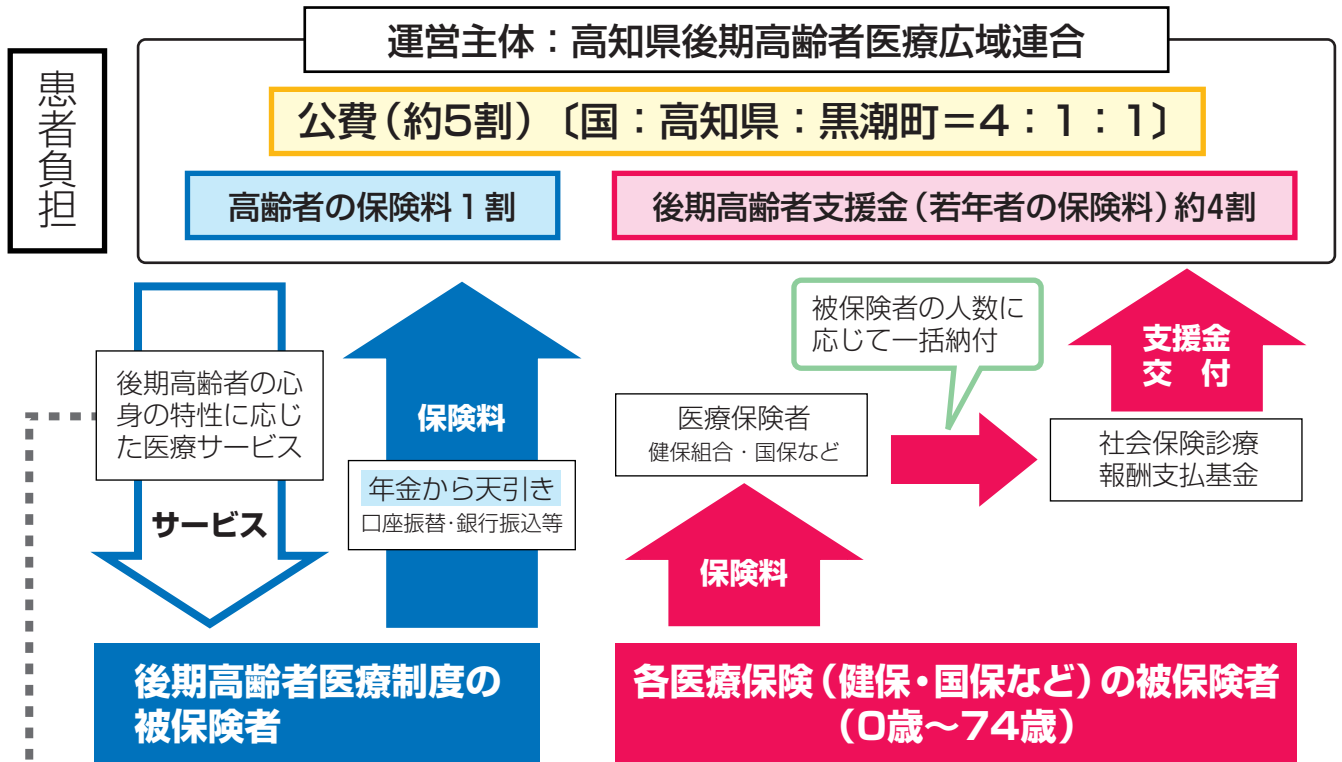 運営主体：高知県後期高齢者医療広域連合
患者負担
公費（約5割）〔国：高知県：黒潮町＝4：1：1〕
高齢者の保険料1割
後期高齢者支援金（若年者の保険料）約4割
後期高齢者の心
身の特性に応じ
た医療サービス
サービス
保険料
年金から天引き
口座振替・銀行振込等
被保険者の人数に
応じて一括納付
医療保険者
健保組合・国保など
支援金
交　付
社会保険診療
報酬支払基金
保険料
後期高齢者医療制度の
被保険者
各医療保険（健保・国保など）の被保険者
（0歳～74歳）